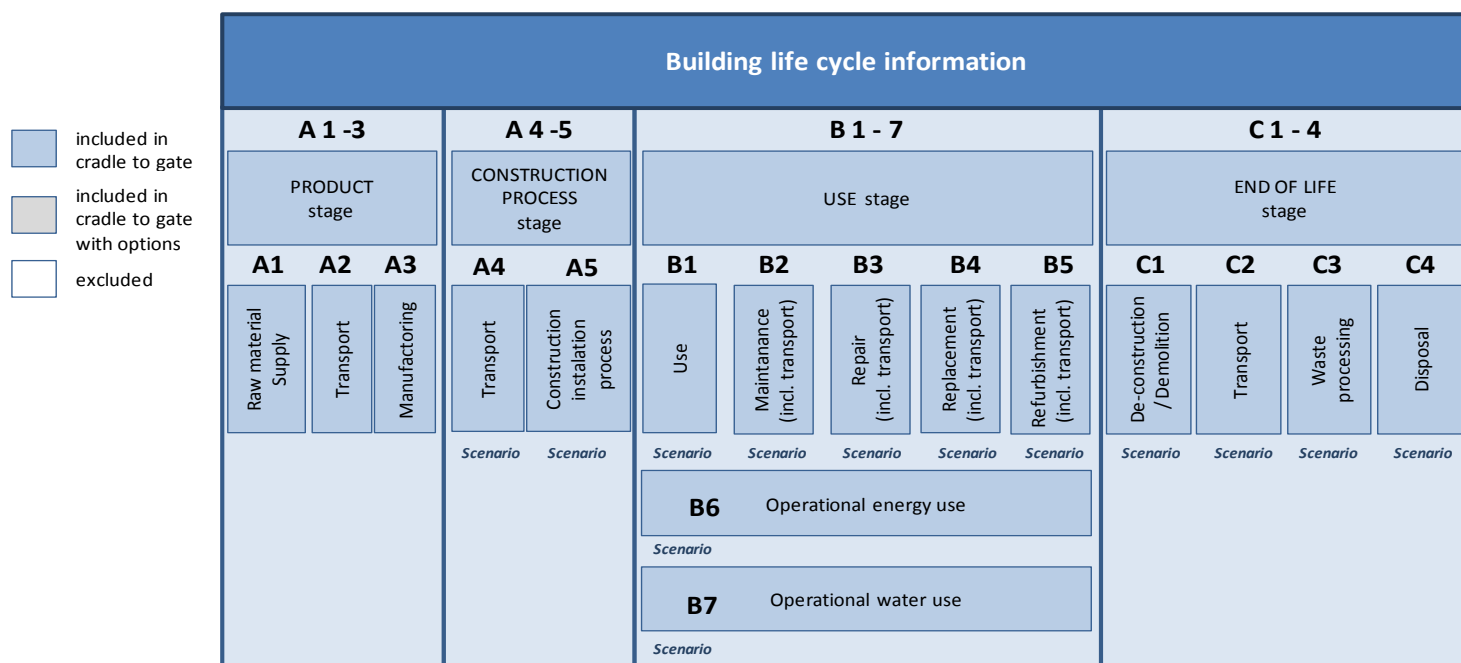 Building life cycle information
included in
cradle to gate
included in
cradle to gate
with options
excluded
A 1 -3
A 4 -5
B 1 - 7
C 1 - 4
PRODUCT
stage
CONSTRUCTION
PROCESS
stage
USE stage
END OF LIFE
stage
A1
A2
A3
A4
A5
B1
B2
B3
B4
B5
C1
C2
C3
C4
Raw material
Supply
Transport
Manufactoring
Transport
Construction
instalation
process
Use
Maintanance
(incl. transport)
Repair
(incl. transport)
Replacement
(incl. transport)
Refurbishment
(incl. transport)
De-construction
/ Demolition
Transport
Waste
processing
Disposal
Scenario
Scenario
Scenario
Scenario
Scenario
Scenario
Scenario
Scenario
Scenario
Scenario
Scenario
B6 Operational energy use
Scenario
B7 Operational water use
Scenario